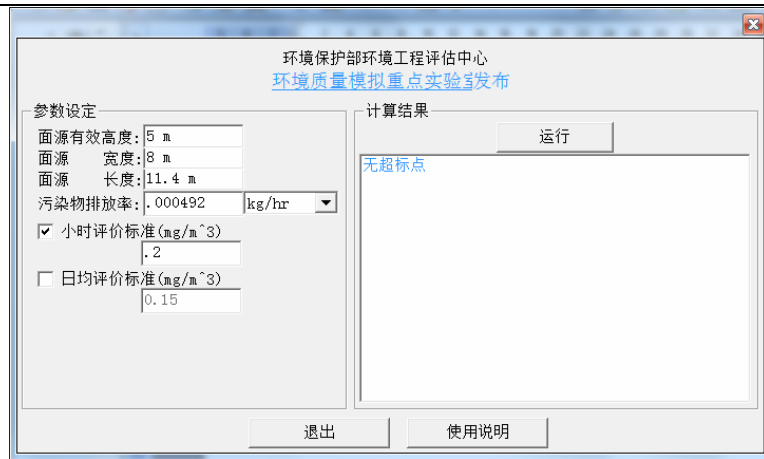 环境保护部环境工程评估中心
环境质量模拟重点实验室发布
参数设定
面源有效高度: 5 m
面源 宽度: 8 m
面源 长度: 11.4 m
污染物排放率: .000492 kg/hr
小时评价标准(mg/m^3)
.2
日均评价标准(mg/m^3)
0.15
计算结果
运行
无超标点
退出 使用说明